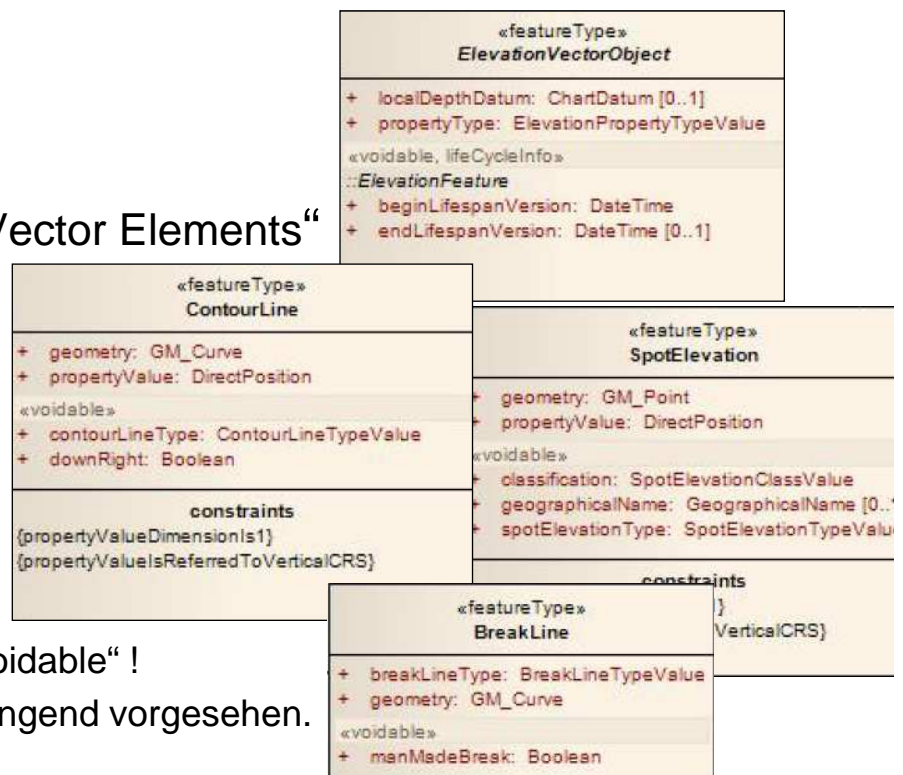 «featureType»
ElevationVectorObject
+ localDepthDatum: ChartDatum [0..1]
+ propertyType: ElevationPropertyTypeValue
«voidable, lifeCycleInfo»
::ElevationFeature
+ beginLifespanVersion: DateTime
+ endLifespanVersion: DateTime [0..1]
Vector Elements“
«featureType»
ContourLine
+ geometry: GM_Curve
+ propertyValue: DirectPosition
«voidable»
+ contourLineType: ContourLineTypeValue
+ downRight: Boolean
constraints
{propertyValueDimensionIs1}
{propertyValueIsReferredToVerticalCRS}
«featureType»
SpotElevation
+ geometry: GM_Point
+ propertyValue: DirectPosition
«voidable»
+ classification: SpotElevationClassValue
+ geographicalName: GeographicalName [0..
+ spotElevationType: SpotElevationTypeValu
constraints
}
VerticalCRS}
«featureType»
BreakLine
+ breakLineType: BreakLineTypeValue
+ geometry: GM_Curve
«voidable»
+ manMadeBreak: Boolean
oidable“ !
ngend vorgesehen.